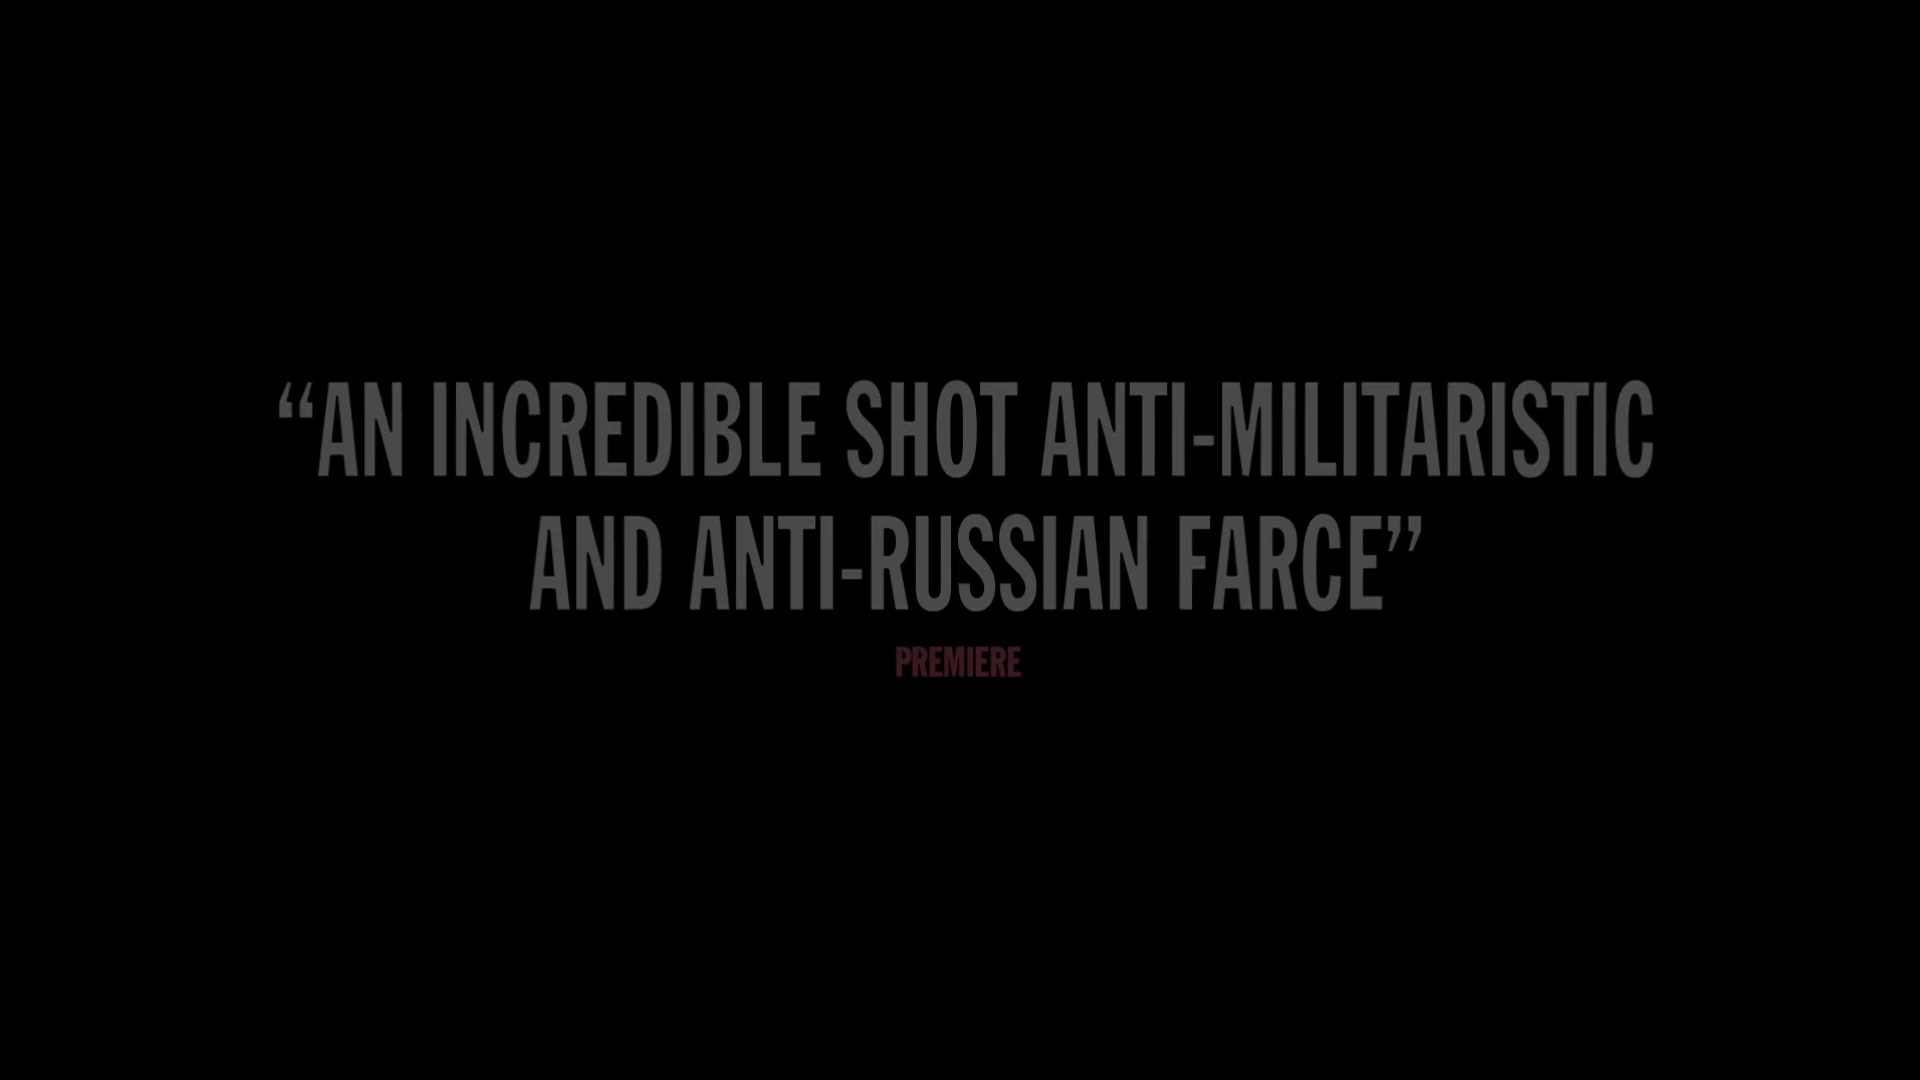 “AN INCREDIBLE SHOT ANTI-MILITARISTIC
AND ANTI-RUSSIAN FARCE”
PREMIERE